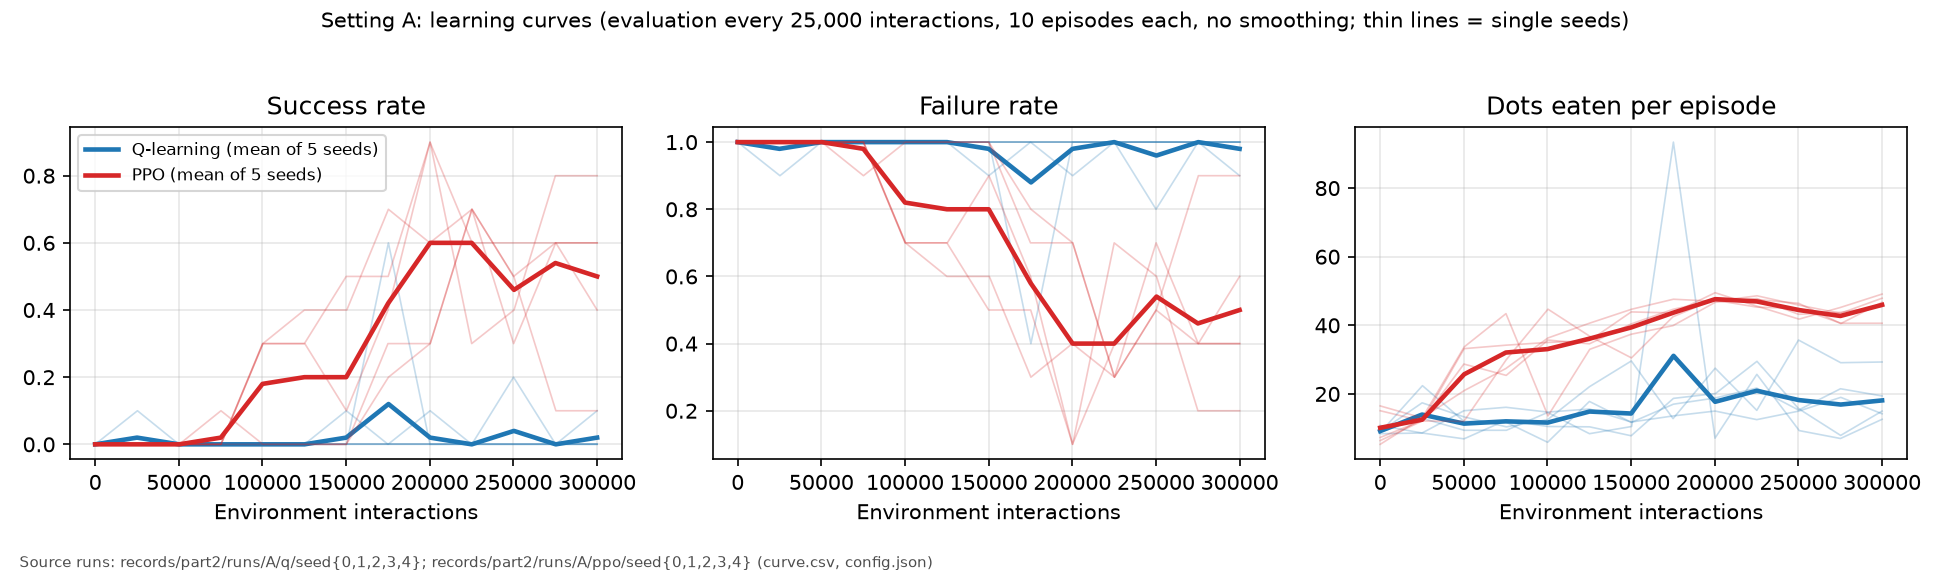 Setting A: learning curves (evaluation every 25,000 interactions, 10 episodes each, no smoothing; thin lines = single seeds)
Success rate
Q-learning (mean of 5 seeds)
PPO (mean of 5 seeds)
0.8
0.6
0.4
0.2
0.0
0 50000 100000 150000 200000 250000 300000
Environment interactions
Failure rate
1.0
0.8
0.6
0.4
0.2
0 50000 100000 150000 200000 250000 300000
Environment interactions
Dots eaten per episode
80
60
40
20
0 50000 100000 150000 200000 250000 300000
Environment interactions
Source runs: records/part2/runs/A/q/seed{0,1,2,3,4}; records/part2/runs/A/ppo/seed{0,1,2,3,4} (curve.csv, config.json)